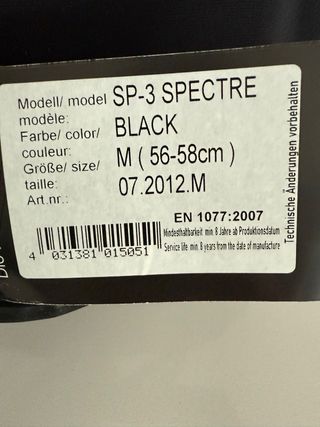 Modell/ model SP-3 SPECTRE
modèle:
Farbe/ color/ BLACK
couleur:
Größe/ size/ M ( 56-58cm )
taille:
Art.nr.: 07.2012.M
EN 1077:2007
Mindesthaltbarkeit min. 8 Jahre ab Produktionsdatum
Service life min. 8 years from the date of manufacture
4 031381 015051
Technische Änderungen vorbehalten